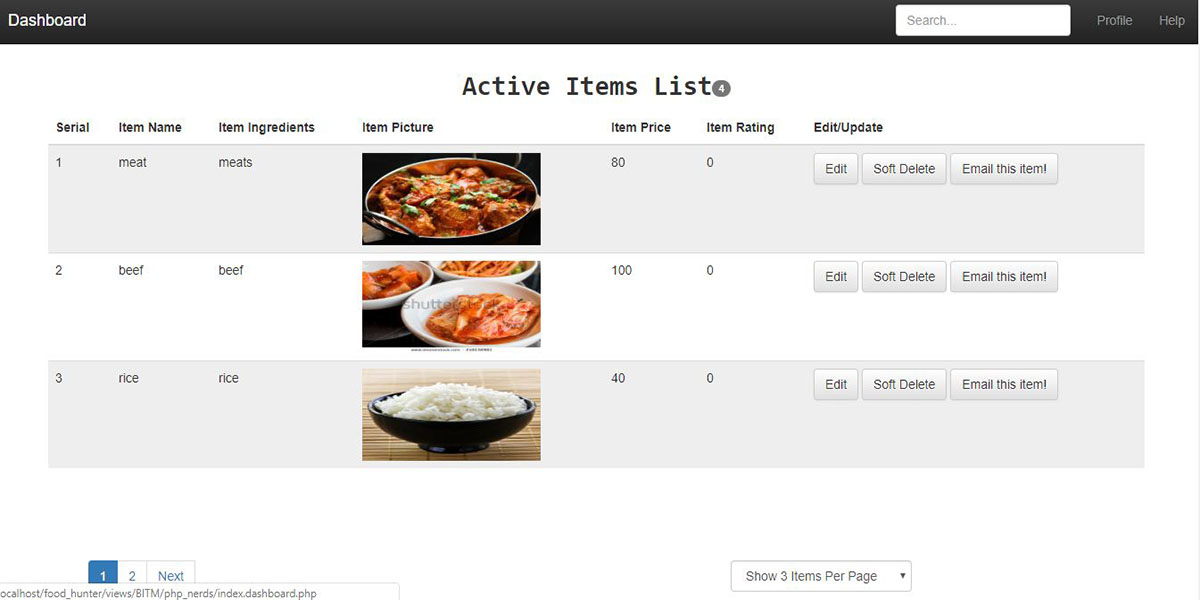 Dashboard Search... Profile Help
Active Items List 4
Serial Item Name Item Ingredients Item Picture Item Price Item Rating Edit/Update
1 meat meats 80 0 Edit Soft Delete Email this item!
2 beef beef 100 0 Edit Soft Delete Email this item!
shutterstock
3 rice rice 40 0 Edit Soft Delete Email this item!
1 2 Next Show 3 Items Per Page
ocalhost/food_hunter/views/BITM/php_nerds/index.dashboard.php